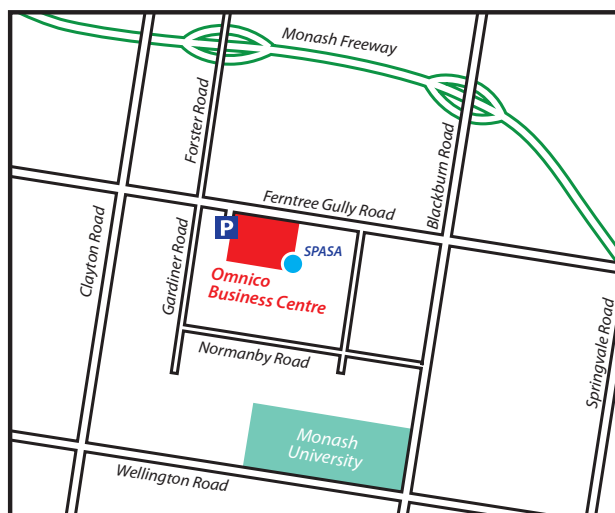 Monash Freeway
Forster Road
Blackburn Road
Ferntree Gully Road
P
SPASA
Clayton Road
Gardiner Road
Omnico
Business Centre
Normanby Road
Springvale Road
Monash
University
Wellington Road